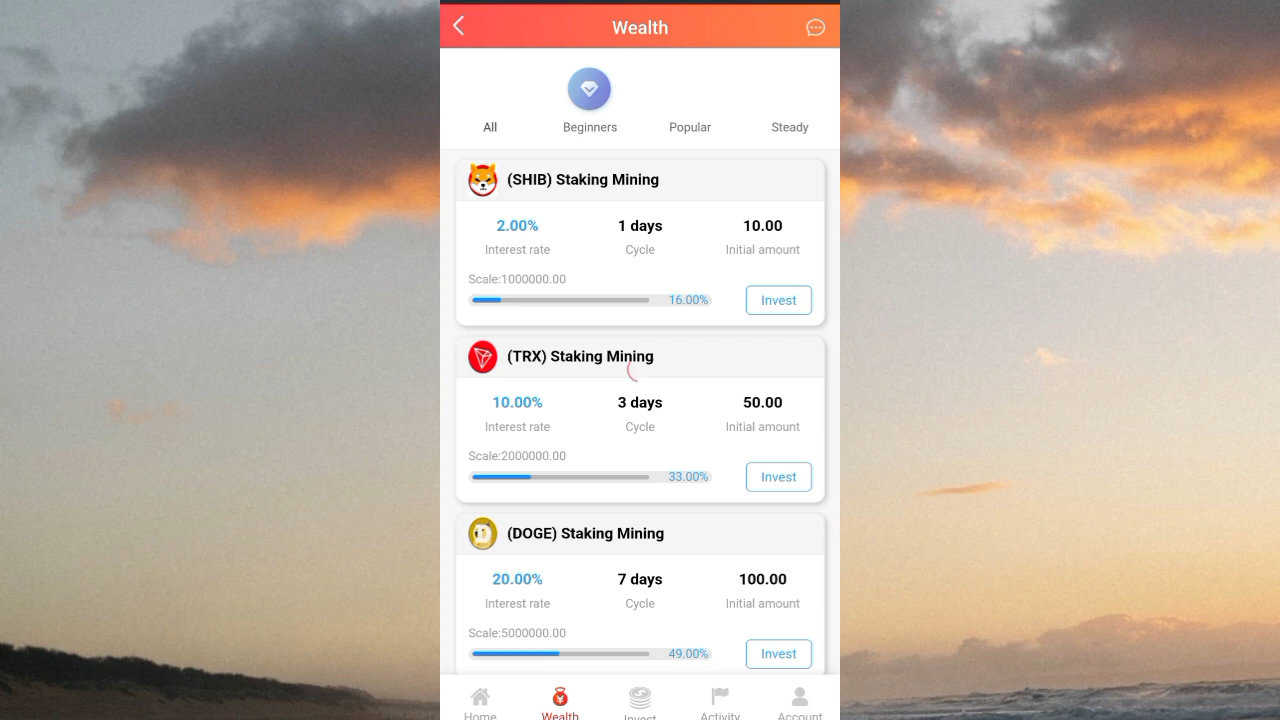 Wealth
All
Beginners
Popular
Steady
(SHIB) Staking Mining
2.00%
1 days
10.00
Interest rate
Cycle
Initial amount
Scale:1000000.00
16.00%
Invest
(TRX) Staking Mining
10.00%
3 days
50.00
Interest rate
Cycle
Initial amount
Scale:2000000.00
33.00%
Invest
(DOGE) Staking Mining
20.00%
7 days
100.00
Interest rate
Cycle
Initial amount
Scale:5000000.00
49.00%
Invest
Home
Wealth
Invest
Activity
Account